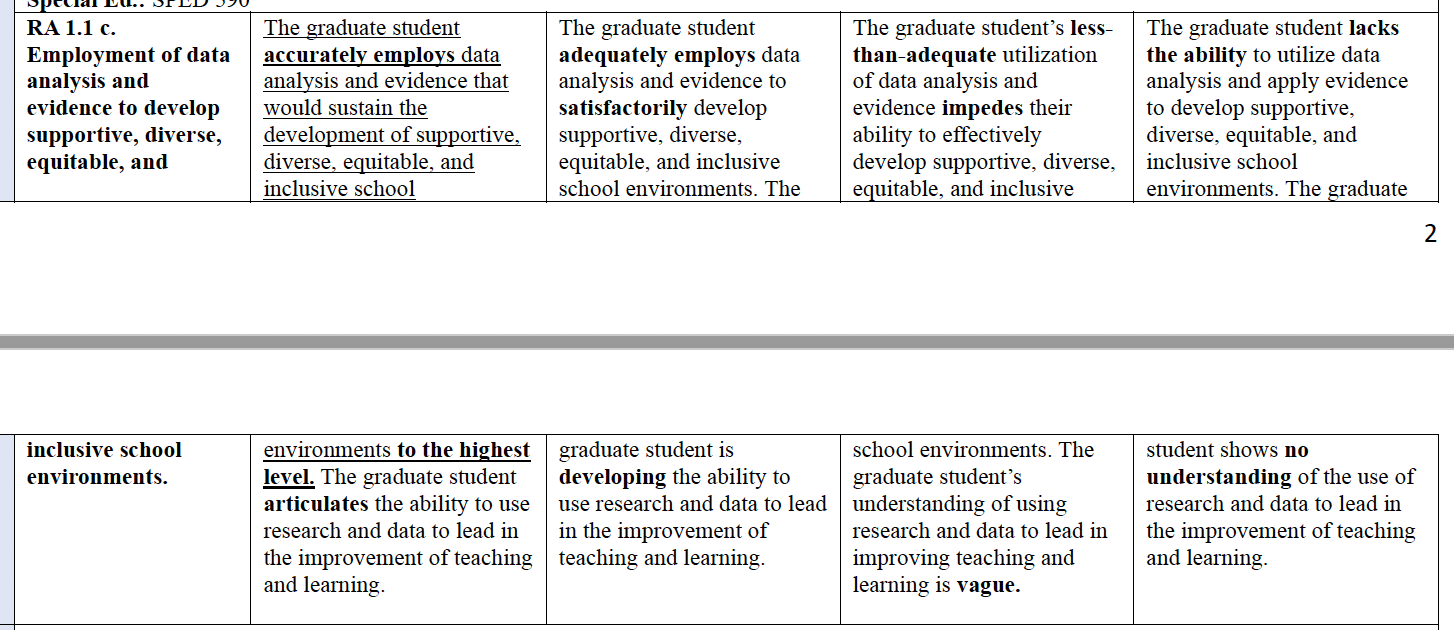 Special Ed.: SPED 590
RA 1.1 c.
Employment of data
analysis and
evidence to develop
supportive, diverse,
equitable, and
The graduate student
accurately employs data
analysis and evidence that
would sustain the
development of supportive,
diverse, equitable, and
inclusive school
The graduate student
adequately employs data
analysis and evidence to
satisfactorily develop
supportive, diverse,
equitable, and inclusive
school environments. The
The graduate student’s less-
than-adequate utilization
of data analysis and
evidence impedes their
ability to effectively
develop supportive, diverse,
equitable, and inclusive
The graduate student lacks
the ability to utilize data
analysis and apply evidence
to develop supportive,
diverse, equitable, and
inclusive school
environments. The graduate
2
inclusive school
environments.
environments to the highest
level. The graduate student
articulates the ability to use
research and data to lead in
the improvement of teaching
and learning.
graduate student is
developing the ability to
use research and data to lead
in the improvement of
teaching and learning.
school environments. The
graduate student’s
understanding of using
research and data to lead in
improving teaching and
learning is vague.
student shows no
understanding of the use of
research and data to lead in
the improvement of teaching
and learning.